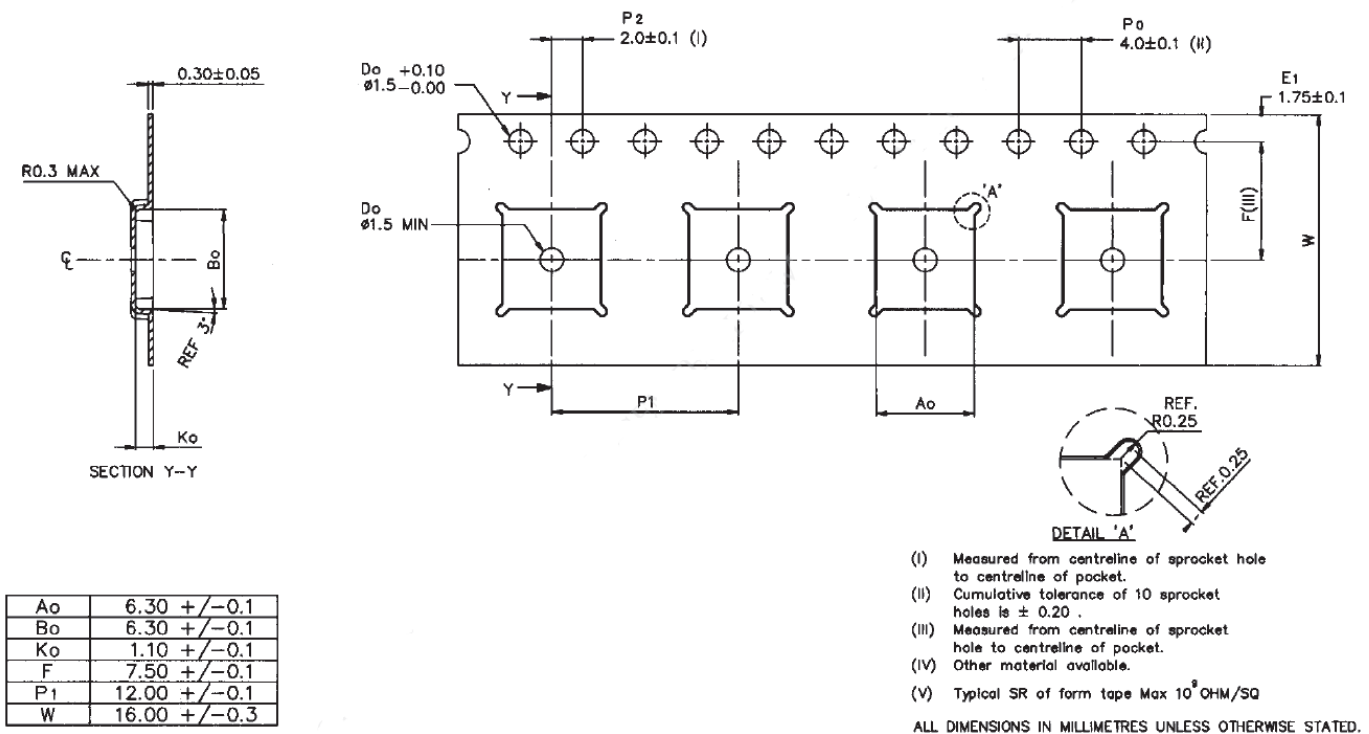 P2
2.0±0.1 (I)
Po
4.0±0.1 (II)
0.30±0.05
Do +0.10
ø1.5-0.00
Y
E1
1.75±0.1
R0.3 MAX
'A'
Do
ø1.5 MIN
F(III)
W
℄
Bo
REF 3°
Y
P1
Ao
Ko
SECTION Y--Y
REF.
R0.25
REF.0.25
DETAIL 'A'
(I) Measured from centreline of sprocket hole
to centreline of pocket.
(II) Cumulative tolerance of 10 sprocket
holes is ± 0.20 .
(III) Measured from centreline of sprocket
hole to centreline of pocket.
(IV) Other material available.
(V) Typical SR of form tape Max 10⁹ OHM/SQ
ALL DIMENSIONS IN MILLIMETRES UNLESS OTHERWISE STATED.
Ao 6.30 +/-0.1
Bo 6.30 +/-0.1
Ko 1.10 +/-0.1
F 7.50 +/-0.1
P1 12.00 +/-0.1
W 16.00 +/-0.3